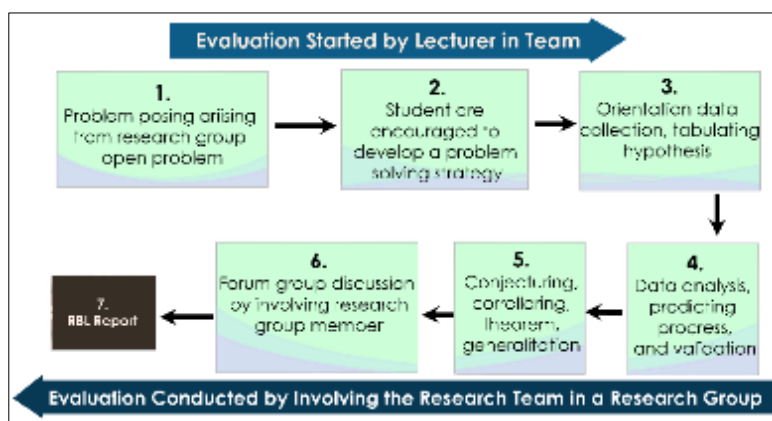 Evaluation Started by Lecturer in Team
1.
Problem posing arising
from research group
open problem
2.
Student are
encouraged to
develop a problem
solving strategy
3.
Orientation data
collection, tabulating
hypothesis
4.
Data analysis,
predicting
process,
and
5.
Conjecturing,
theorem,
6.
Forum group discussion
by involving research
group member
7.
RBL Report
Evaluation Conducted by Involving the Research Team in a Research Group